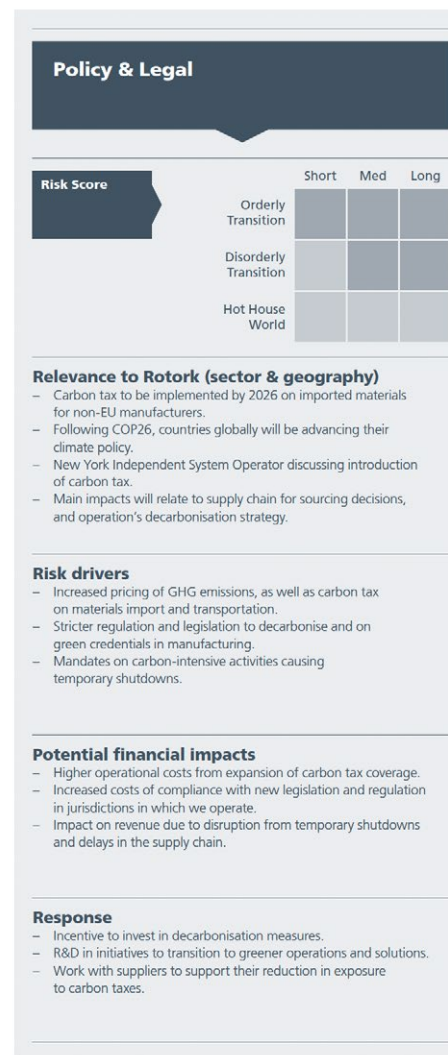 Policy & Legal
Risk Score
Short Med Long
Orderly
Transition
Disorderly
Transition
Hot House
World
Relevance to Rotork (sector & geography)
– Carbon tax to be implemented by 2026 on imported materials
for non-EU manufacturers.
– Following COP26, countries globally will be advancing their
climate policy.
– New York Independent System Operator discussing introduction
of carbon tax.
– Main impacts will relate to supply chain for sourcing decisions,
and operation’s decarbonisation strategy.
Risk drivers
– Increased pricing of GHG emissions, as well as carbon tax
on materials import and transportation.
– Stricter regulation and legislation to decarbonise and on
green credentials in manufacturing.
– Mandates on carbon-intensive activities causing
temporary shutdowns.
Potential financial impacts
– Higher operational costs from expansion of carbon tax coverage.
– Increased costs of compliance with new legislation and regulation
in jurisdictions in which we operate.
– Impact on revenue due to disruption from temporary shutdowns
and delays in the supply chain.
Response
– Incentive to invest in decarbonisation measures.
– R&D in initiatives to transition to greener operations and solutions.
– Work with suppliers to support their reduction in exposure
to carbon taxes.